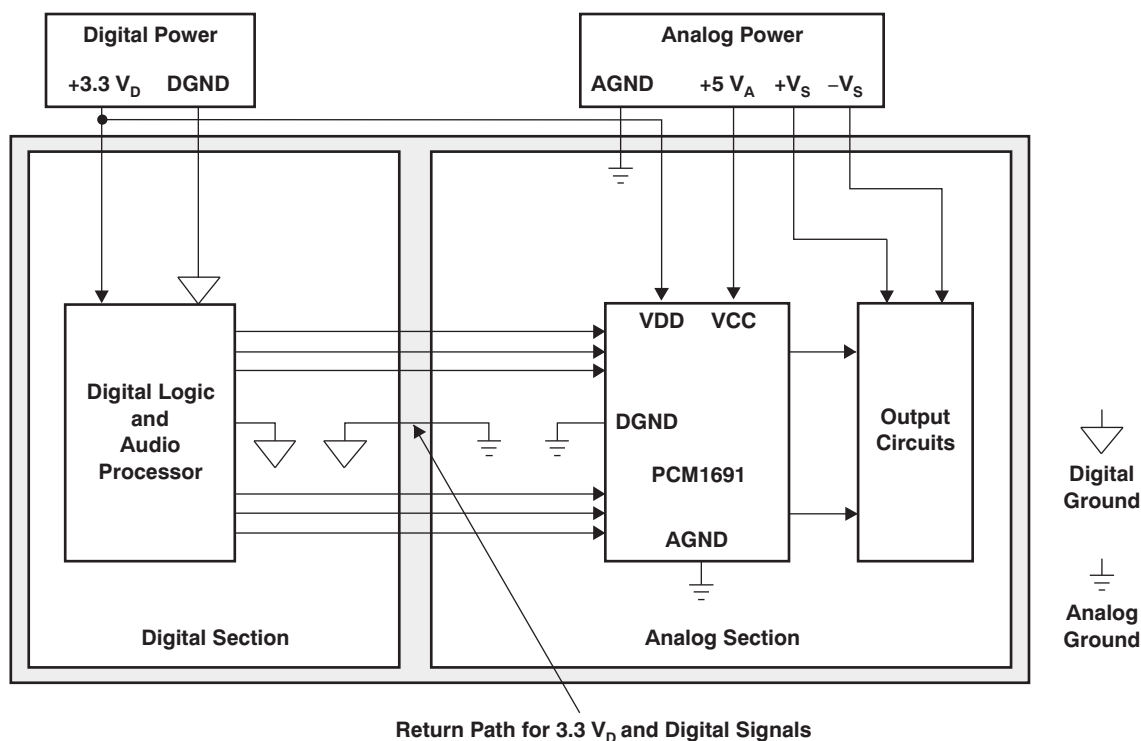 Digital Power
+3.3 V_D DGND
Analog Power
AGND +5 V_A +V_S −V_S
VDD VCC
Digital Logic
and
Audio
Processor
DGND
PCM1691
AGND
Output
Circuits
Digital
Ground
Analog
Ground
Digital Section
Analog Section
Return Path for 3.3 V_D and Digital Signals